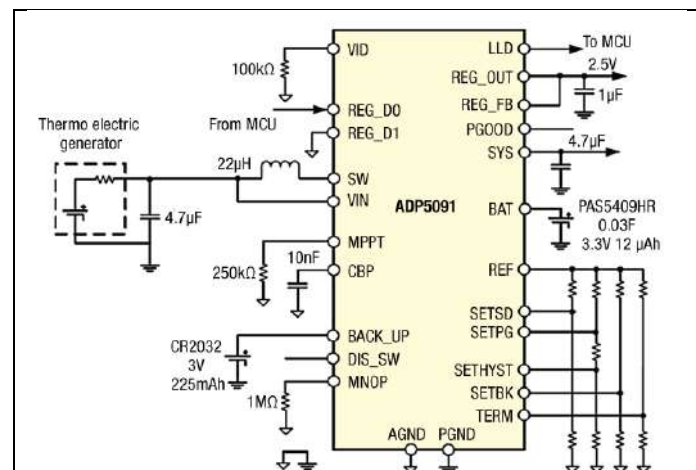 VID
100kΩ
REG_D0
From MCU
REG_D1
Thermo electric
generator
22µH
SW
VIN
4.7µF
MPPT
10nF
250kΩ
CBP
BACK_UP
CR2032
3V
225mAh
DIS_SW
MNOP
1MΩ
ADP5091
AGND
PGND
LLD
To MCU
REG_OUT
2.5V
REG_FB
1µF
PGOOD
4.7µF
SYS
BAT
PAS5409HR
0.03F
3.3V 12 µAh
REF
SETSD
SETPG
SETHYST
SETBK
TERM